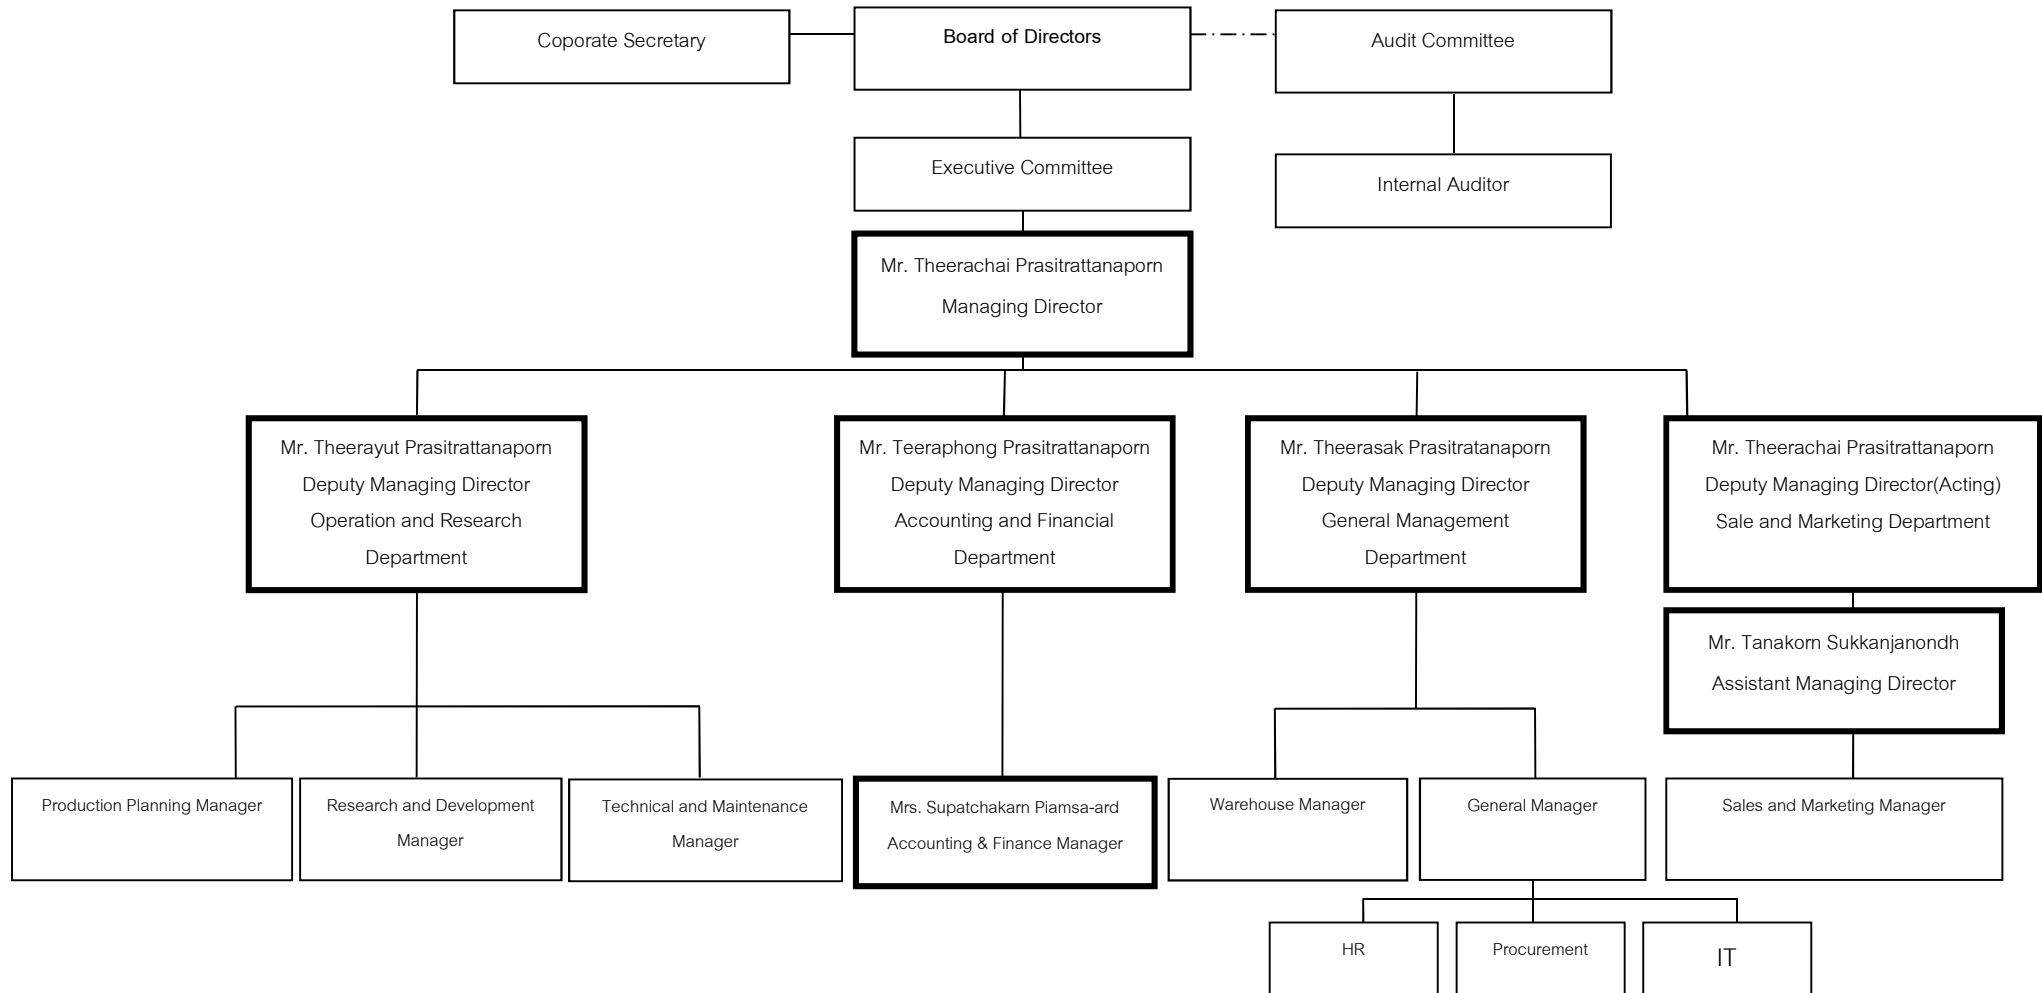 Coporate Secretary
Board of Directors
Audit Committee
Executive Committee
Internal Auditor
Mr. Theerachai Prasitrattanaporn
Managing Director
Mr. Theerayut Prasitrattanaporn
Deputy Managing Director
Operation and Research
Department
Mr. Teeraphong Prasitrattanaporn
Deputy Managing Director
Accounting and Financial
Department
Mr. Theerasak Prasitratanaporn
Deputy Managing Director
General Management
Department
Mr. Theerachai Prasitrattanaporn
Deputy Managing Director(Acting)
Sale and Marketing Department
Mr. Tanakorn Sukkanjanondh
Assistant Managing Director
Production Planning Manager
Research and Development
Manager
Technical and Maintenance
Manager
Mrs. Supatchakarn Piamsa-ard
Accounting & Finance Manager
Warehouse Manager
General Manager
Sales and Marketing Manager
HR
Procurement
IT